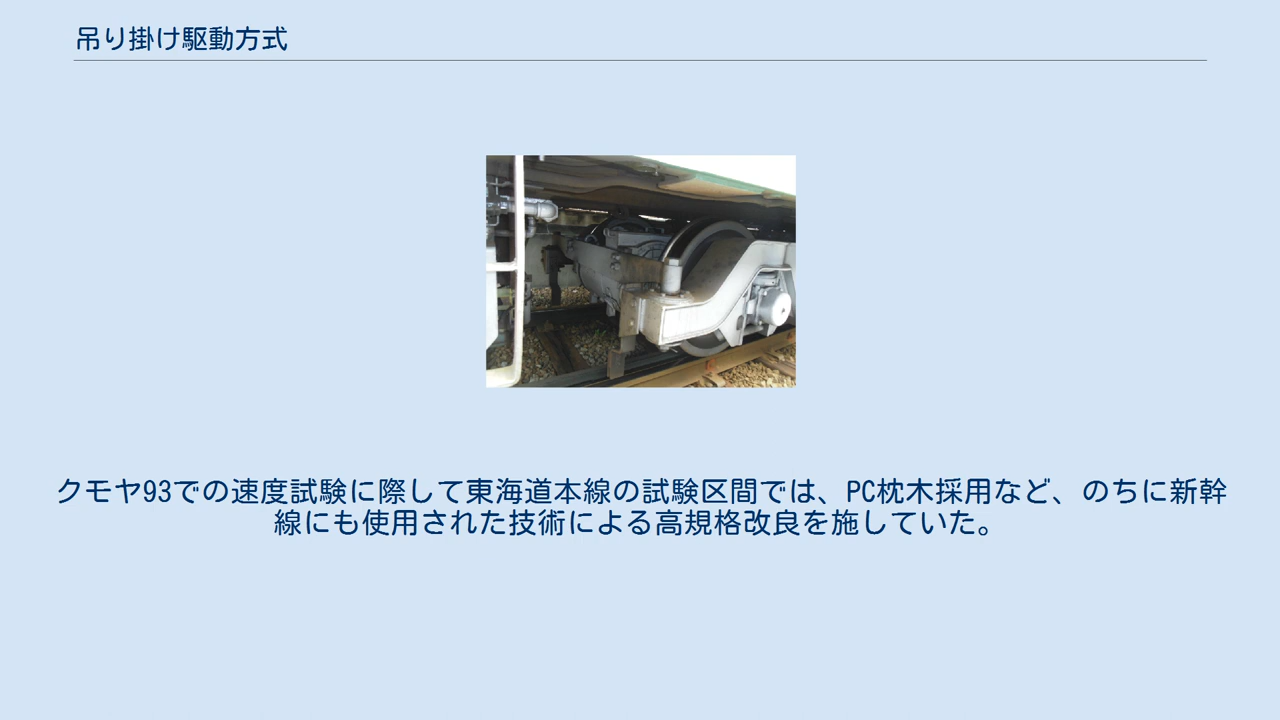 吊り掛け駆動方式
クモヤ93での速度試験に際して東海道本線の試験区間では、PC枕木採用など、のちに新幹
線にも使用された技術による高規格改良を施していた。